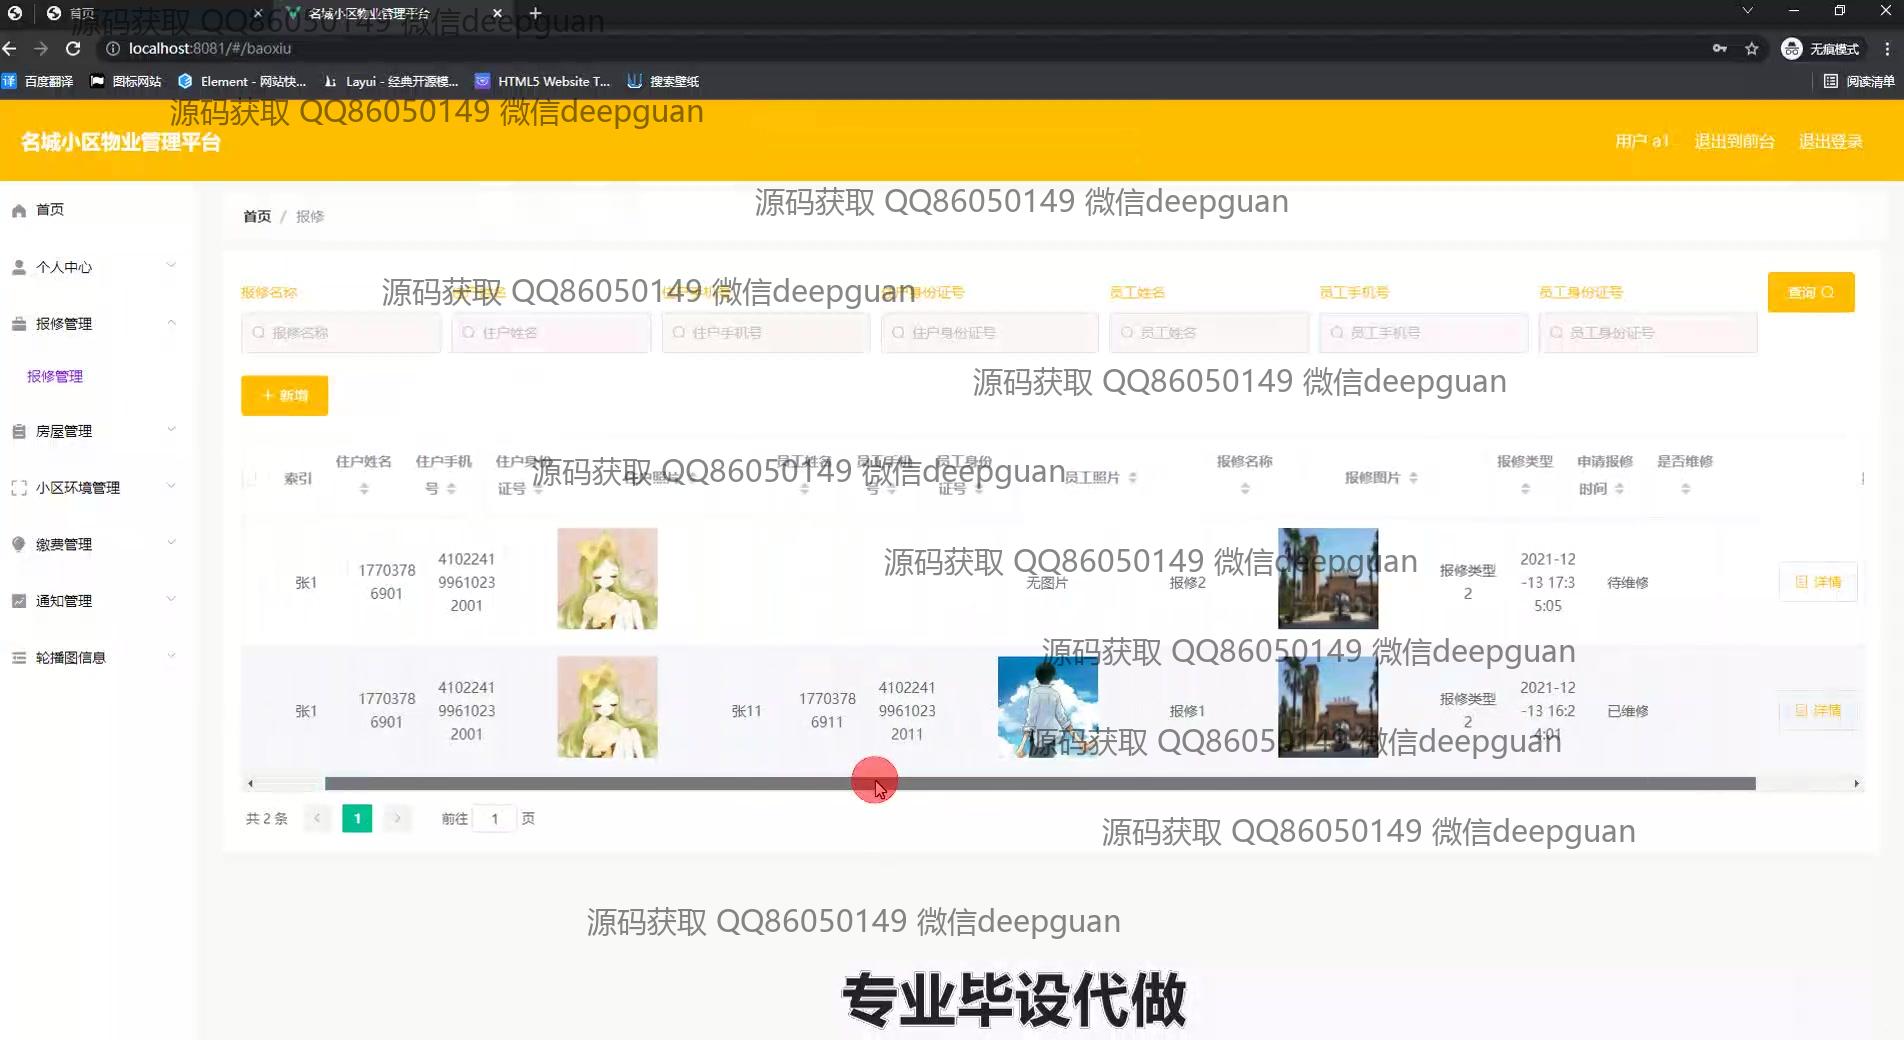 首页
名城小区物业管理平台
源码获取 QQ86050149 微信deepguan
localhost:8081/#/baoxiu
无痕模式
百度翻译
图标网站
Element - 网站快...
Layui - 经典开源模...
HTML5 Website T...
搜索壁纸
阅读清单
源码获取 QQ86050149 微信deepguan
名城小区物业管理平台
用户 a1
退出到前台
退出登录
首页
个人中心
报修管理
报修管理
房屋管理
小区环境管理
缴费管理
通知管理
轮播图信息
源码获取 QQ86050149 微信deepguan
首页 / 报修
源码获取 QQ86050149 微信deepguan
报修名称
员工姓名
员工手机号
员工身份证号
查询
报修名称
住户姓名
住户手机号
住户身份证号
员工姓名
员工手机号
员工身份证号
源码获取 QQ86050149 微信deepguan
+ 新增
源码获取 QQ86050149 微信deepguan
索引
住户姓名
住户手机
号
住户身份
证号
员工姓名
员工手机
号
员工身份
证号
员工照片
报修名称
报修图片
报修类型
申请报修
时间
是否维修
源码获取 QQ86050149 微信deepguan
张1
1770378
6901
4102241
9961023
2001
无图片
报修2
报修类型
2
2021-12
-13 17:3
5:05
待维修
详情
源码获取 QQ86050149 微信deepguan
张1
1770378
6901
4102241
9961023
2001
张11
1770378
6911
4102241
9961023
2011
报修1
报修类型
2
2021-12
-13 16:2
4:01
已维修
详情
源码获取 QQ86050149 微信deepguan
共 2 条
1
前往 1 页
源码获取 QQ86050149 微信deepguan
源码获取 QQ86050149 微信deepguan
专业毕设代做